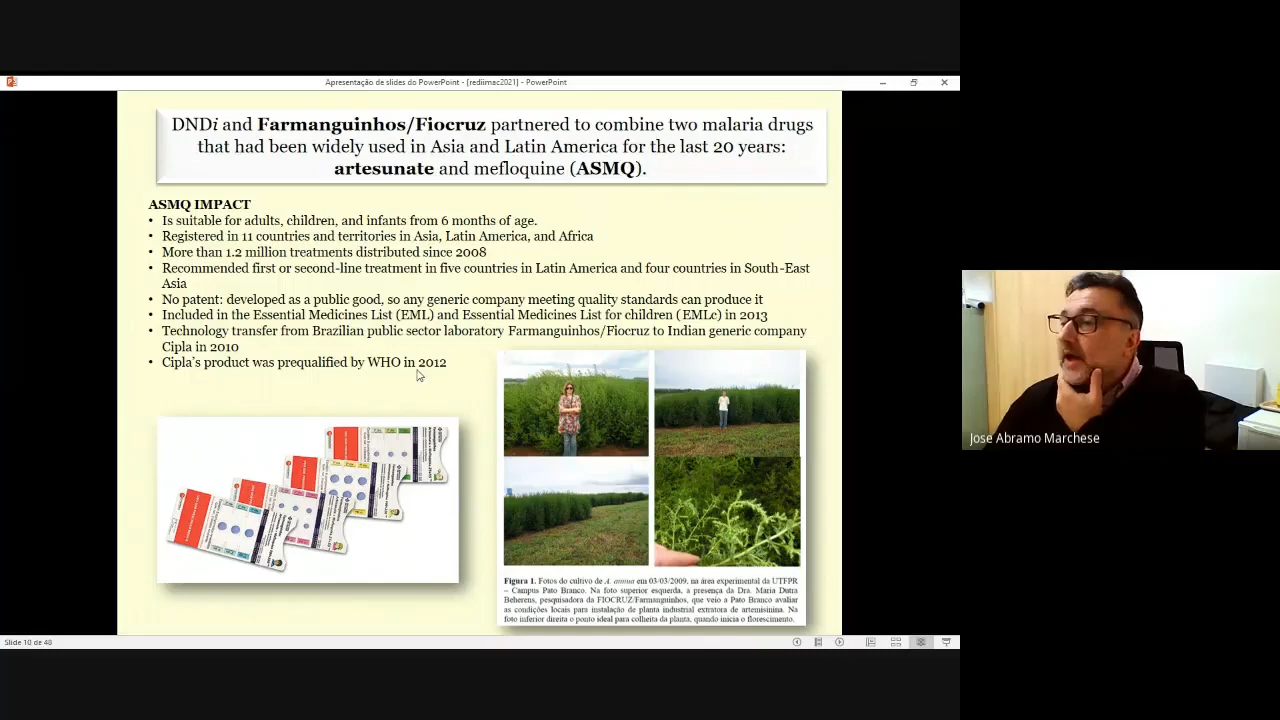 Apresentação de slides do PowerPoint - [rediimac2021] - PowerPoint
DNDi and Farmanguinhos/Fiocruz partnered to combine two malaria drugs
that had been widely used in Asia and Latin America for the last 20 years:
artesunate and mefloquine (ASMQ).
ASMQ IMPACT
• Is suitable for adults, children, and infants from 6 months of age.
• Registered in 11 countries and territories in Asia, Latin America, and Africa
• More than 1.2 million treatments distributed since 2008
• Recommended first or second-line treatment in five countries in Latin America and four countries in South-East
Asia
• No patent: developed as a public good, so any generic company meeting quality standards can produce it
• Included in the Essential Medicines List (EML) and Essential Medicines List for children (EMLc) in 2013
• Technology transfer from Brazilian public sector laboratory Farmanguinhos/Fiocruz to Indian generic company
Cipla in 2010
• Cipla's product was prequalified by WHO in 2012
Figura 1. Fotos do cultivo de A. annua em 03/03/2009, na área experimental da UTFPR
– Campus Pato Branco. Na foto superior esquerda, a presença da Dra. Maria Dutra
Beherens, pesquisadora da FIOCRUZ/Farmanguinhos, que veio a Pato Branco avaliar
as condições locais para instalação de planta industrial extratora de artemisinina. Na
foto inferior direita o ponto ideal para colheita da planta, quando inicia o florescimento.
Slide 10 de 48
Jose Abramo Marchese